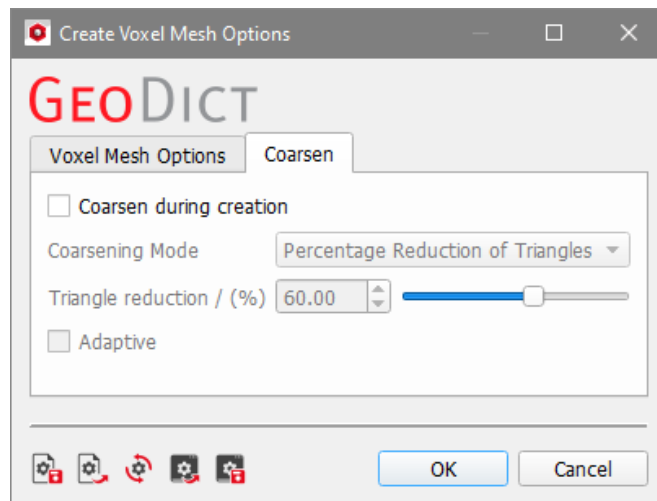 Create Voxel Mesh Options
GEODICT
Voxel Mesh Options Coarsen
Coarsen during creation
Coarsening Mode Percentage Reduction of Triangles
Triangle reduction / (%) 60.00
Adaptive
OK Cancel